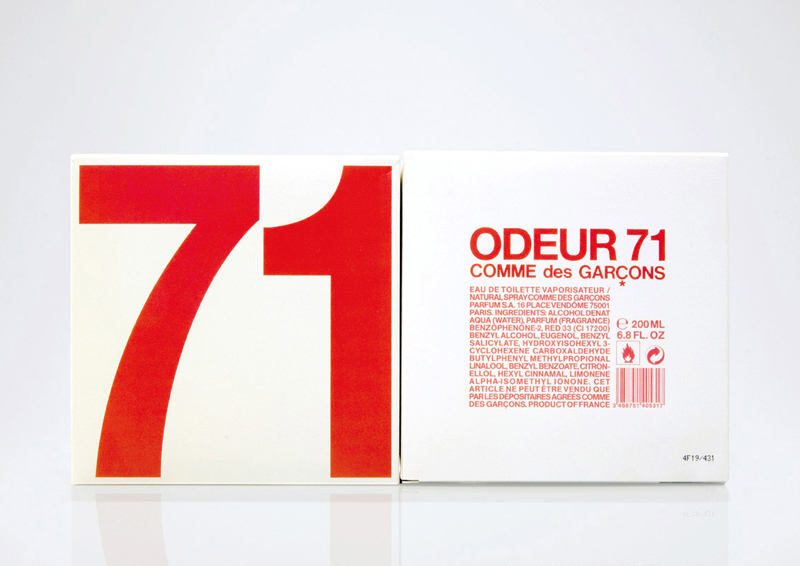 71
ODEUR 71
COMME des GARÇONS
*
EAU DE TOILETTE VAPORISATEUR /
NATURAL SPRAY COMME DES GARCONS
PARFUM S.A. 16 PLACE VENDÔME 75001
PARIS. INGREDIENTS: ALCOHOL DENAT
AQUA (WATER), PARFUM (FRAGRANCE)
BENZOPHENONE-2, RED 33 (CI 17200)
BENZYL ALCOHOL, EUGENOL, BENZYL
SALICYLATE, HYDROXYISOHEXYL 3-
CYCLOHEXENE CARBOXALDEHYDE
BUTYLPHENYL METHYLPROPIONAL
LINALOOL, BENZYL BENZOATE, CITRON-
ELLOL, HEXYL CINNAMAL, LIMONENE
ALPHA-ISOMETHYL IONONE. CET
ARTICLE NE PEUT ÊTRE VENDU QUE
PAR LES DÉPOSITAIRES AGRÉES COMME
DES GARÇONS. PRODUCT OF FRANCE
℮ 200 ML
6.8 FL. OZ
4F19/431